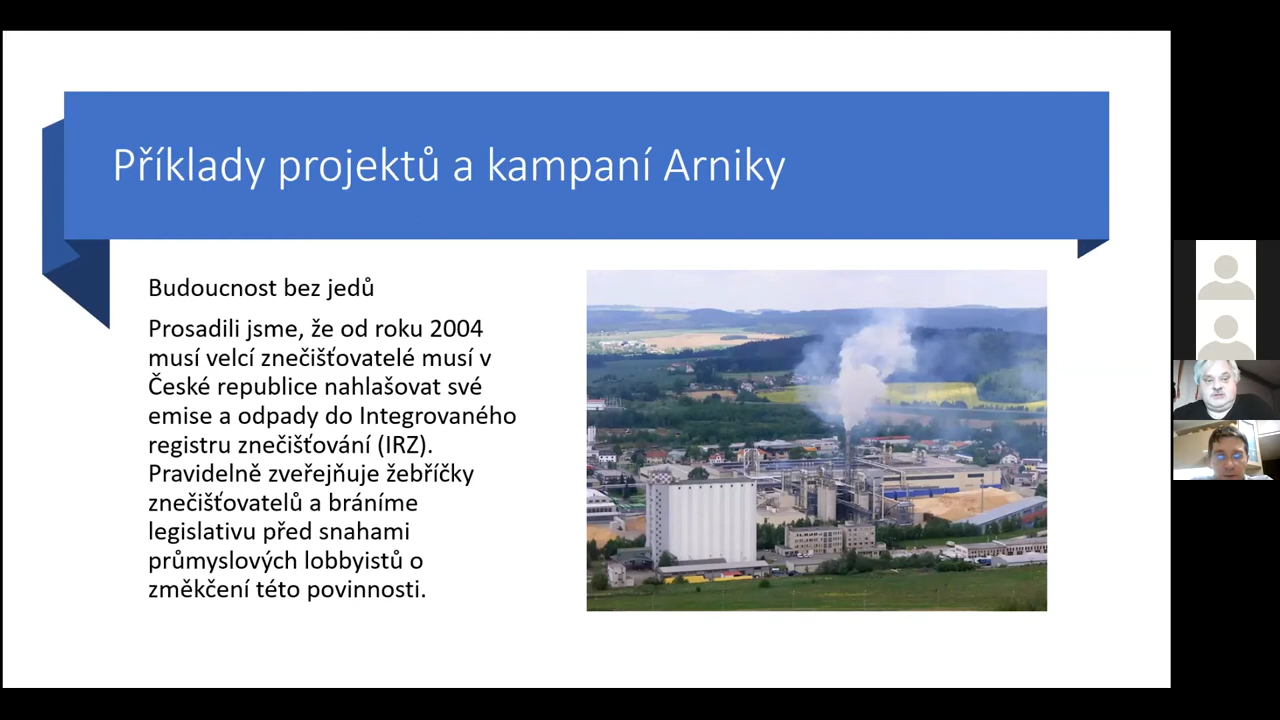 Příklady projektů a kampaní Arniky
Budoucnost bez jedů
Prosadili jsme, že od roku 2004
musí velcí znečišťovatelé musí v
České republice nahlašovat své
emise a odpady do Integrovaného
registru znečišťování (IRZ).
Pravidelně zveřejňuje žebříčky
znečišťovatelů a bráníme
legislativu před snahami
průmyslových lobbyistů o
změkčení této povinnosti.